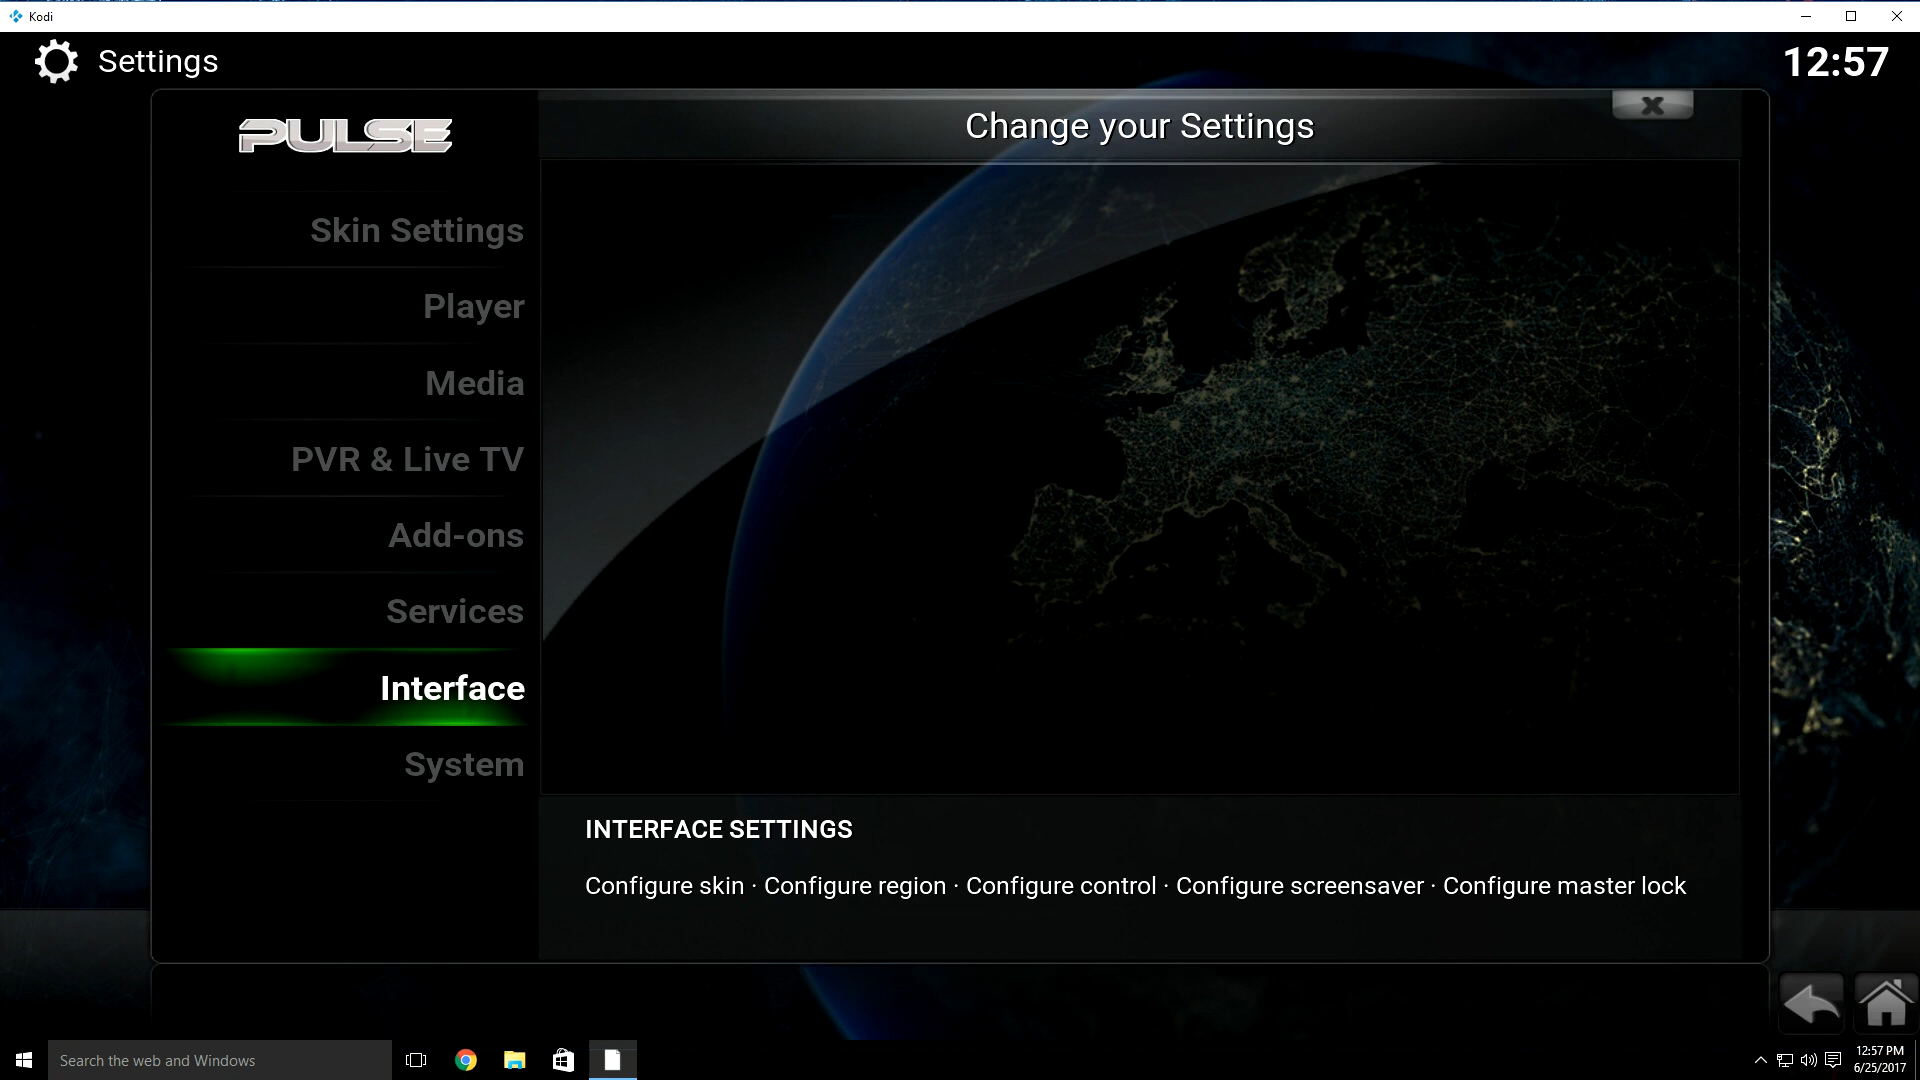 Kodi
Settings
12:57
PULSE
Change your Settings
Skin Settings
Player
Media
PVR & Live TV
Add-ons
Services
Interface
System
INTERFACE SETTINGS
Configure skin · Configure region · Configure control · Configure screensaver · Configure master lock
Search the web and Windows
12:57 PM
6/25/2017